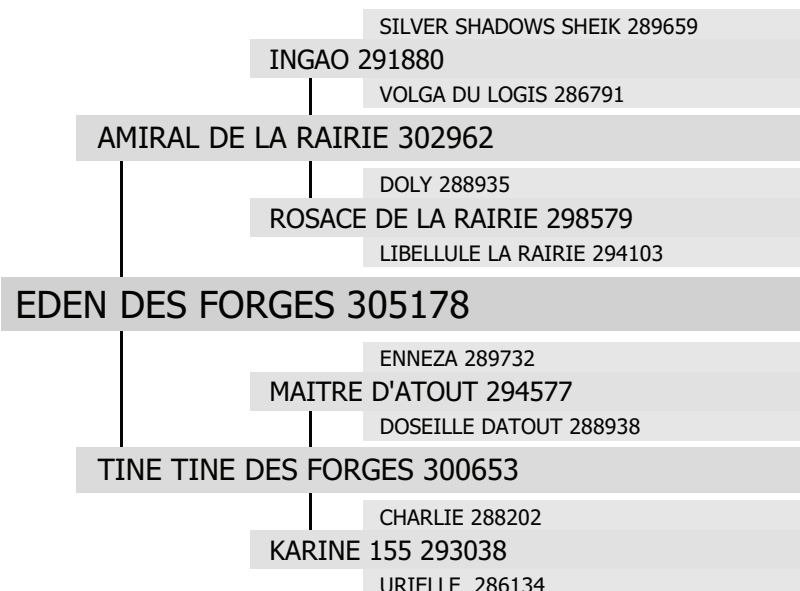 SILVER SHADOWS SHEIK 289659
INGAO 291880
VOLGA DU LOGIS 286791
AMIRAL DE LA RAIRIE 302962
DOLY 288935
ROSACE DE LA RAIRIE 298579
LIBELLULE LA RAIRIE 294103
EDEN DES FORGES 305178
ENNEZA 289732
MAITRE D'ATOUT 294577
DOSEILLE DATOUT 288938
TINE TINE DES FORGES 300653
CHARLIE 288202
KARINE 155 293038
URIELLE 286134